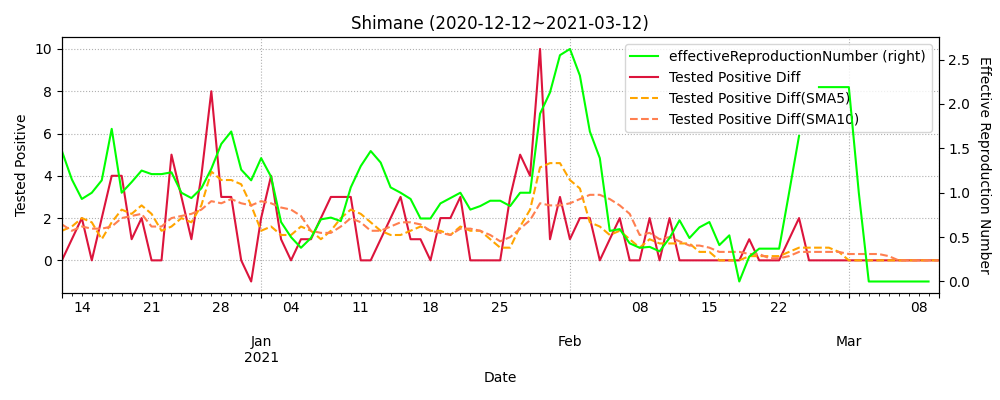 Shimane (2020-12-12~2021-03-12)
effectiveReproductionNumber (right)
Tested Positive Diff
Tested Positive Diff(SMA5)
Tested Positive Diff(SMA10)
Tested Positive
10
8
6
4
2
0
2.5
2.0
1.5
1.0
0.5
0.0
Effective Reproduction Number
14 21 28 04 11 18 25 08 15 22 08
Jan Feb Mar
2021
Date